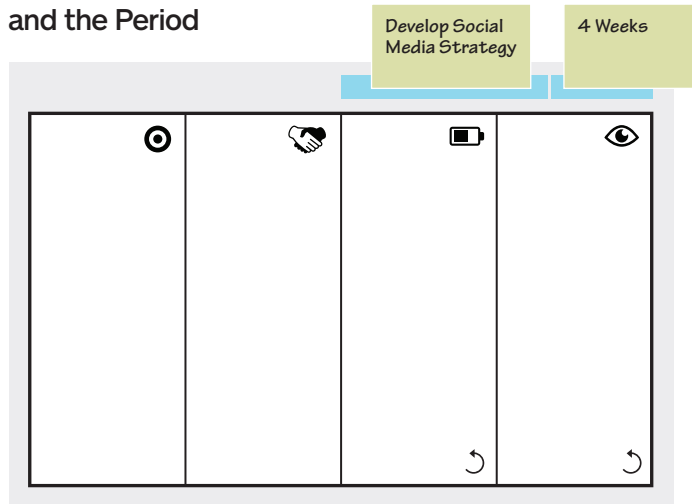 and the Period
Develop Social
Media Strategy
4 Weeks